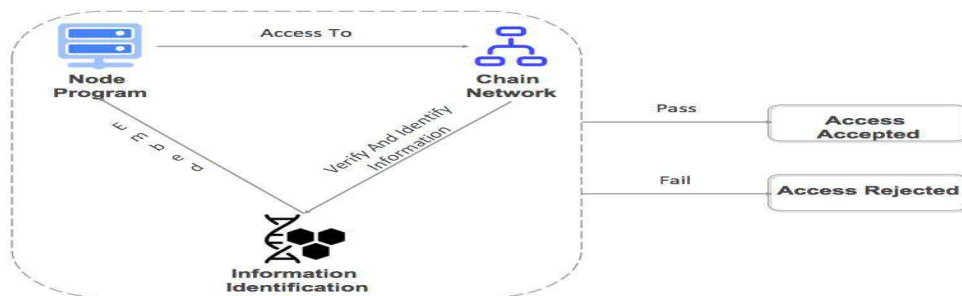 Access To
Node
Program
Chain
Network
Embed
Verify And Identify
Information
Information
Identification
Pass
Access
Accepted
Fail
Access Rejected